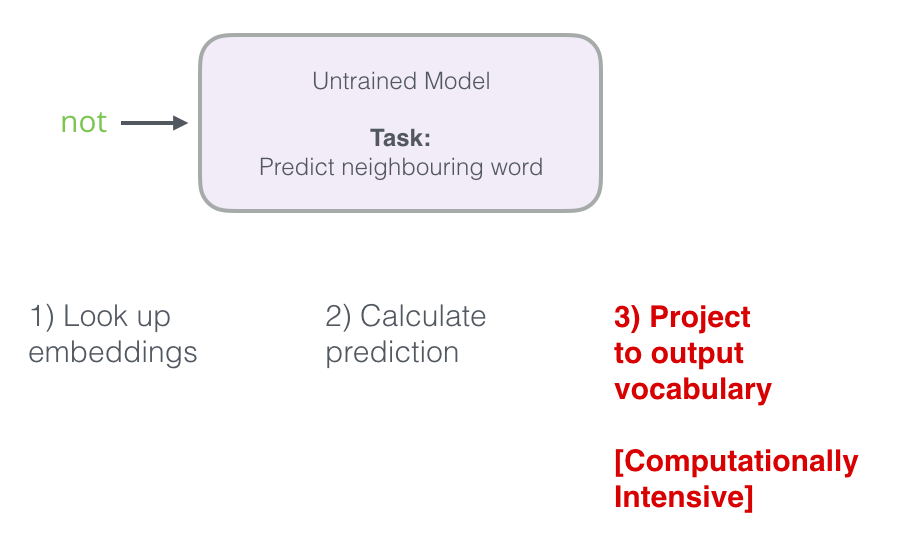 Untrained Model
not
Task:
Predict neighbouring word
1) Look up
embeddings
2) Calculate
prediction
3) Project
to output
vocabulary
[Computationally
Intensive]